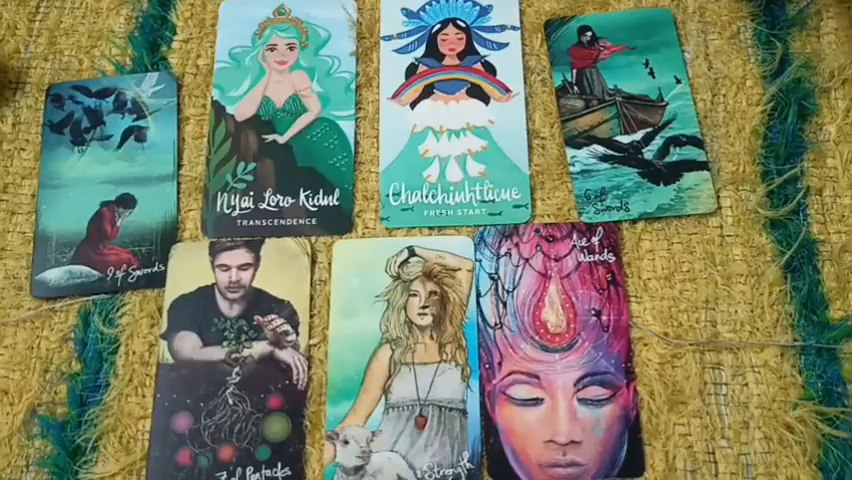 9 of Swords
Nyai Loro Kidul
TRANSCENDENCE
Chalchiuhtlicue
FRESH START
6 of
Swords
7 of Pentacles
Strength
Ace of
Wands